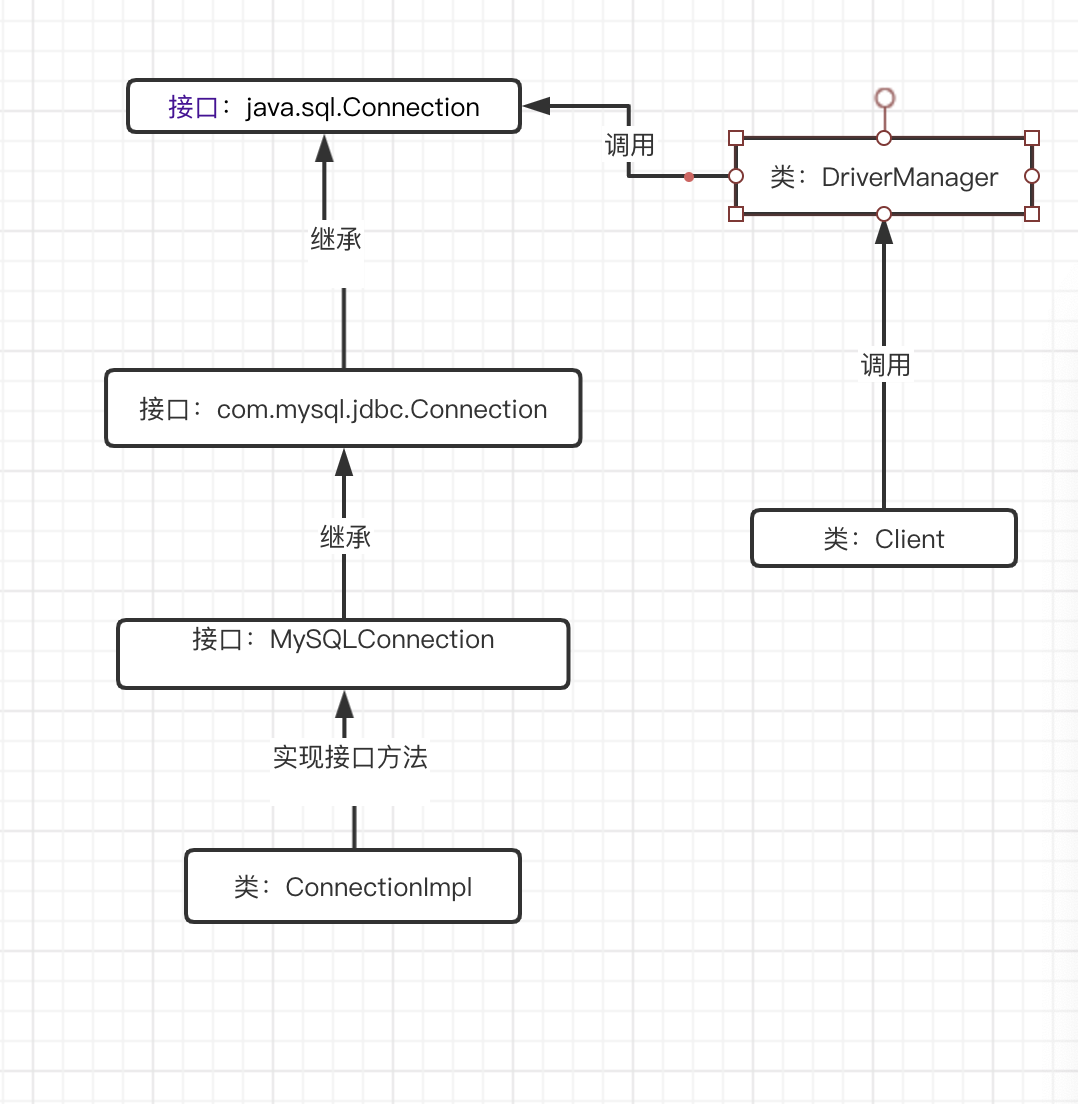 接口：java.sql.Connection
调用
类：DriverManager
继承
调用
接口：com.mysql.jdbc.Connection
继承
类：Client
接口：MySQLConnection
实现接口方法
类：ConnectionImpl